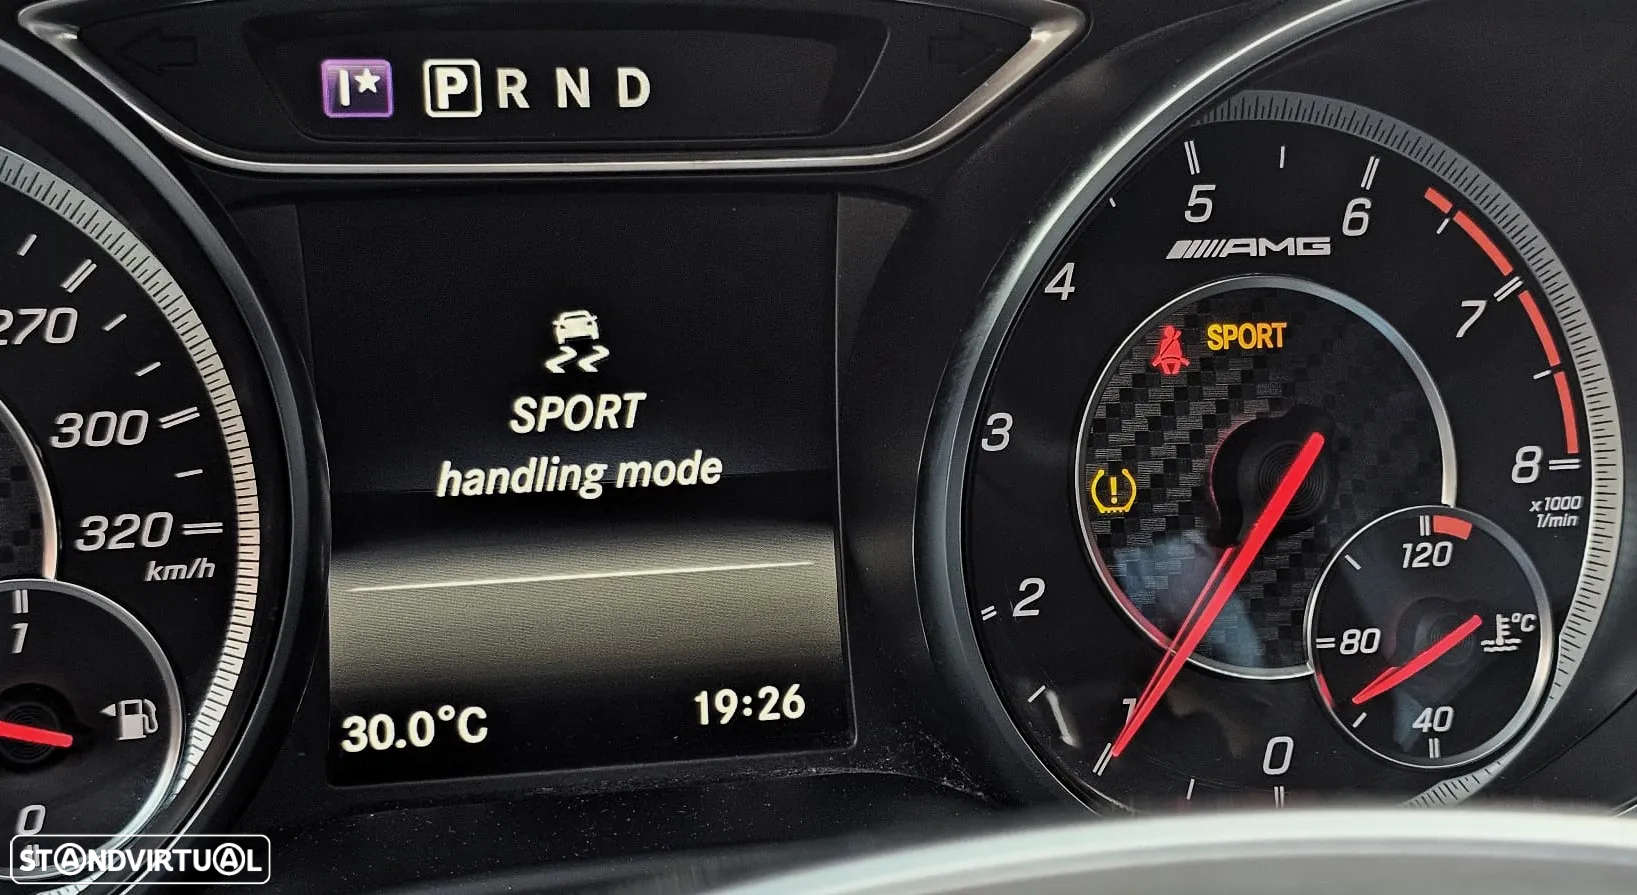 I★ P R N D
270
300
320
km/h
1
0
SPORT
handling mode
30.0°C
19:26
0
1
2
3
4
5
6
7
8
x1000
1/min
AMG
SPORT
120
80
40
°C
STANDVIRTUAL